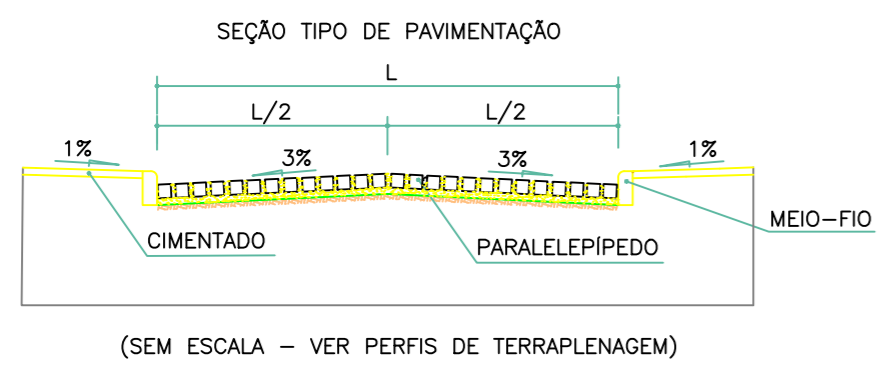 SEÇÃO TIPO DE PAVIMENTAÇÃO
L
L/2 L/2
1% 3% 3% 1%
CIMENTADO
PARALELEPÍPEDO
MEIO-FIO
(SEM ESCALA - VER PERFIS DE TERRAPLENAGEM)